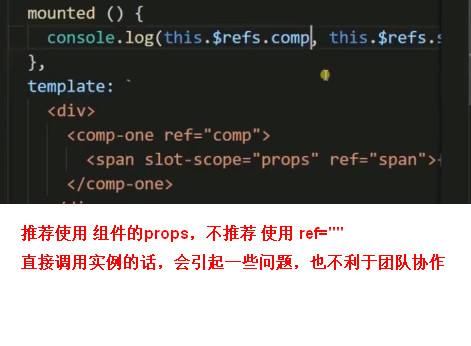 mounted () {
console.log(this.$refs.comp, this.$refs.s
},
template: `
<div>
<comp-one ref="comp">
<span slot-scope="props" ref="span">
</comp-one>
推荐使用 组件的props，不推荐 使用 ref=""
直接调用实例的话，会引起一些问题，也不利于团队协作